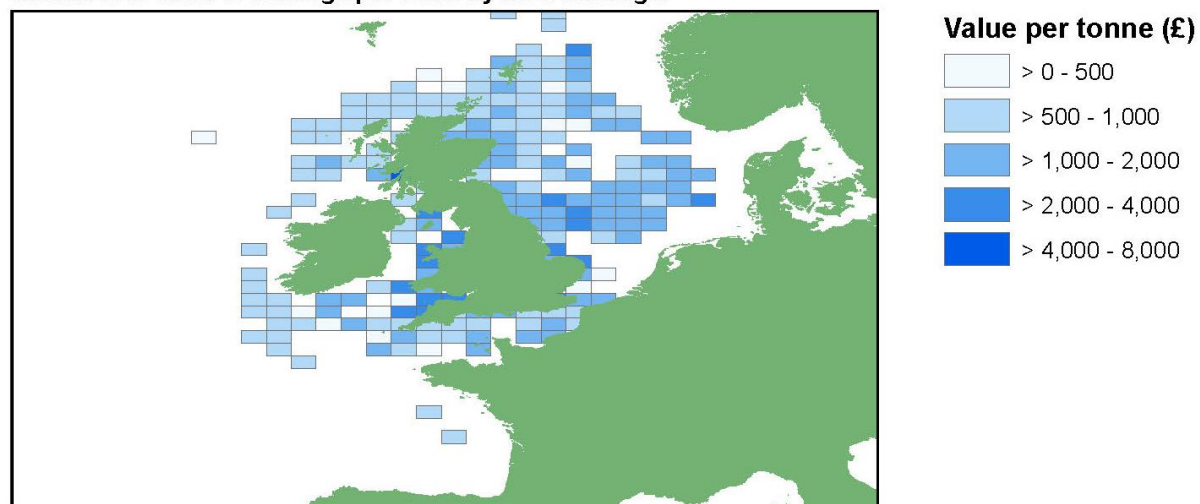 Value per tonne (£)
> 0 - 500
> 500 - 1,000
> 1,000 - 2,000
> 2,000 - 4,000
> 4,000 - 8,000